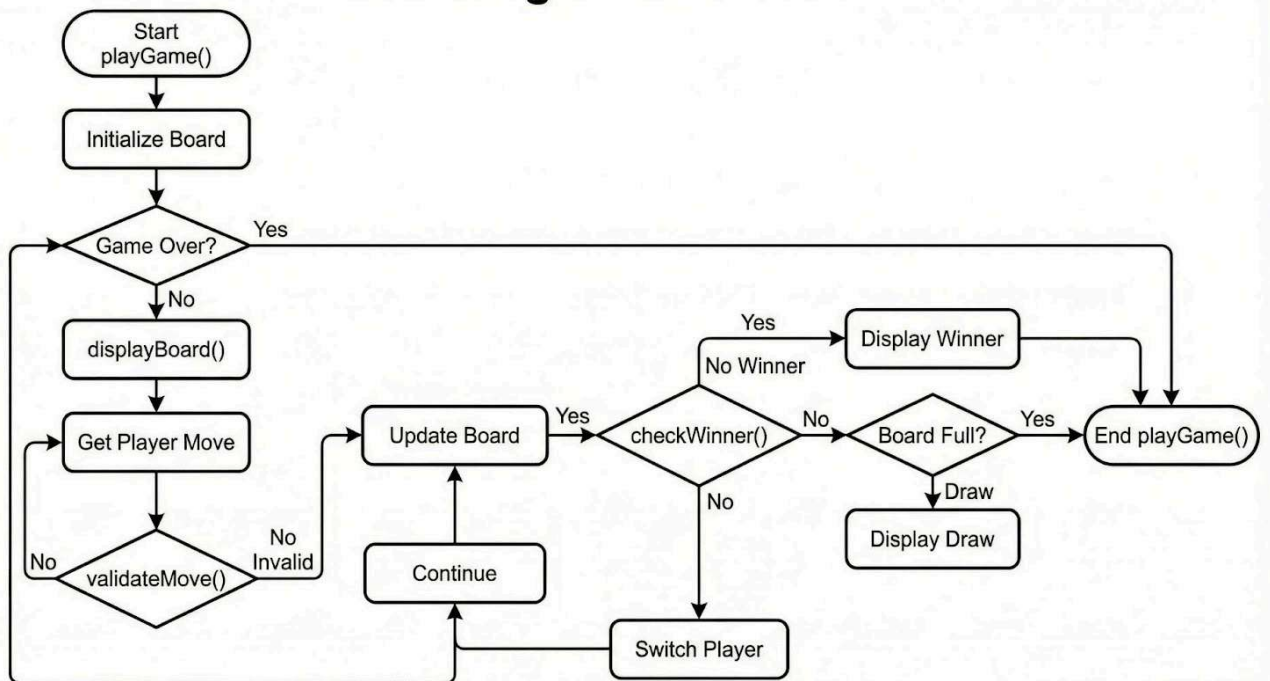 Start
playGame()
Initialize Board
Game Over?
Yes
No
displayBoard()
Get Player Move
No
validateMove()
No
Invalid
Update Board
Continue
Yes
checkWinner()
Yes
No Winner
Display Winner
No
Board Full?
Yes
End playGame()
Draw
Display Draw
No
Switch Player